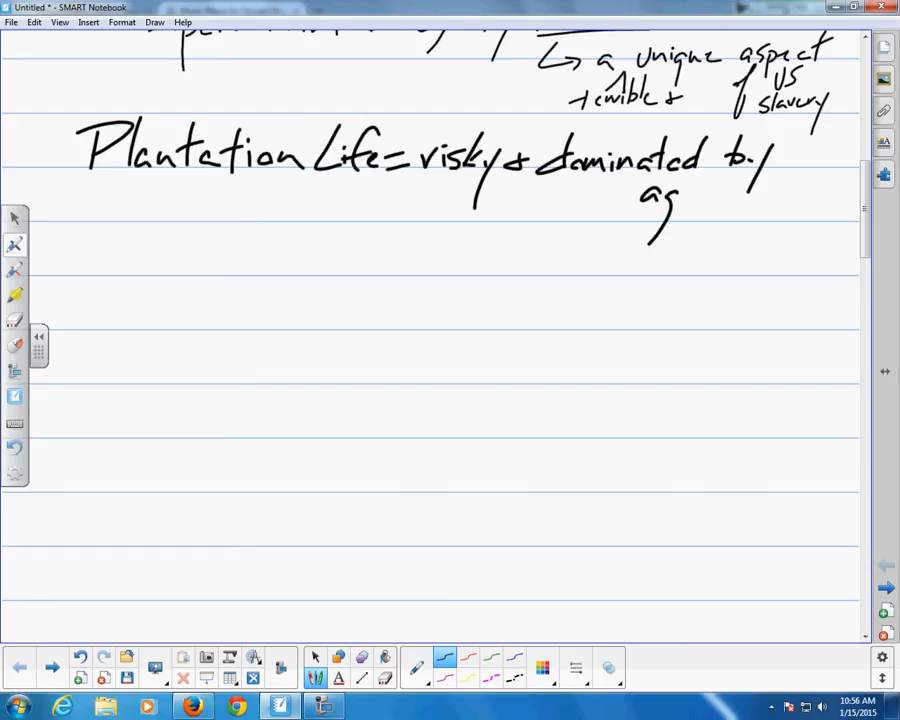 Untitled * - SMART Notebook
File Edit View Insert Format Draw Help
↳ a unique aspect
terrible & of US
slavery
Plantation Life = risky & dominated by
ag
10:56 AM
1/15/2015